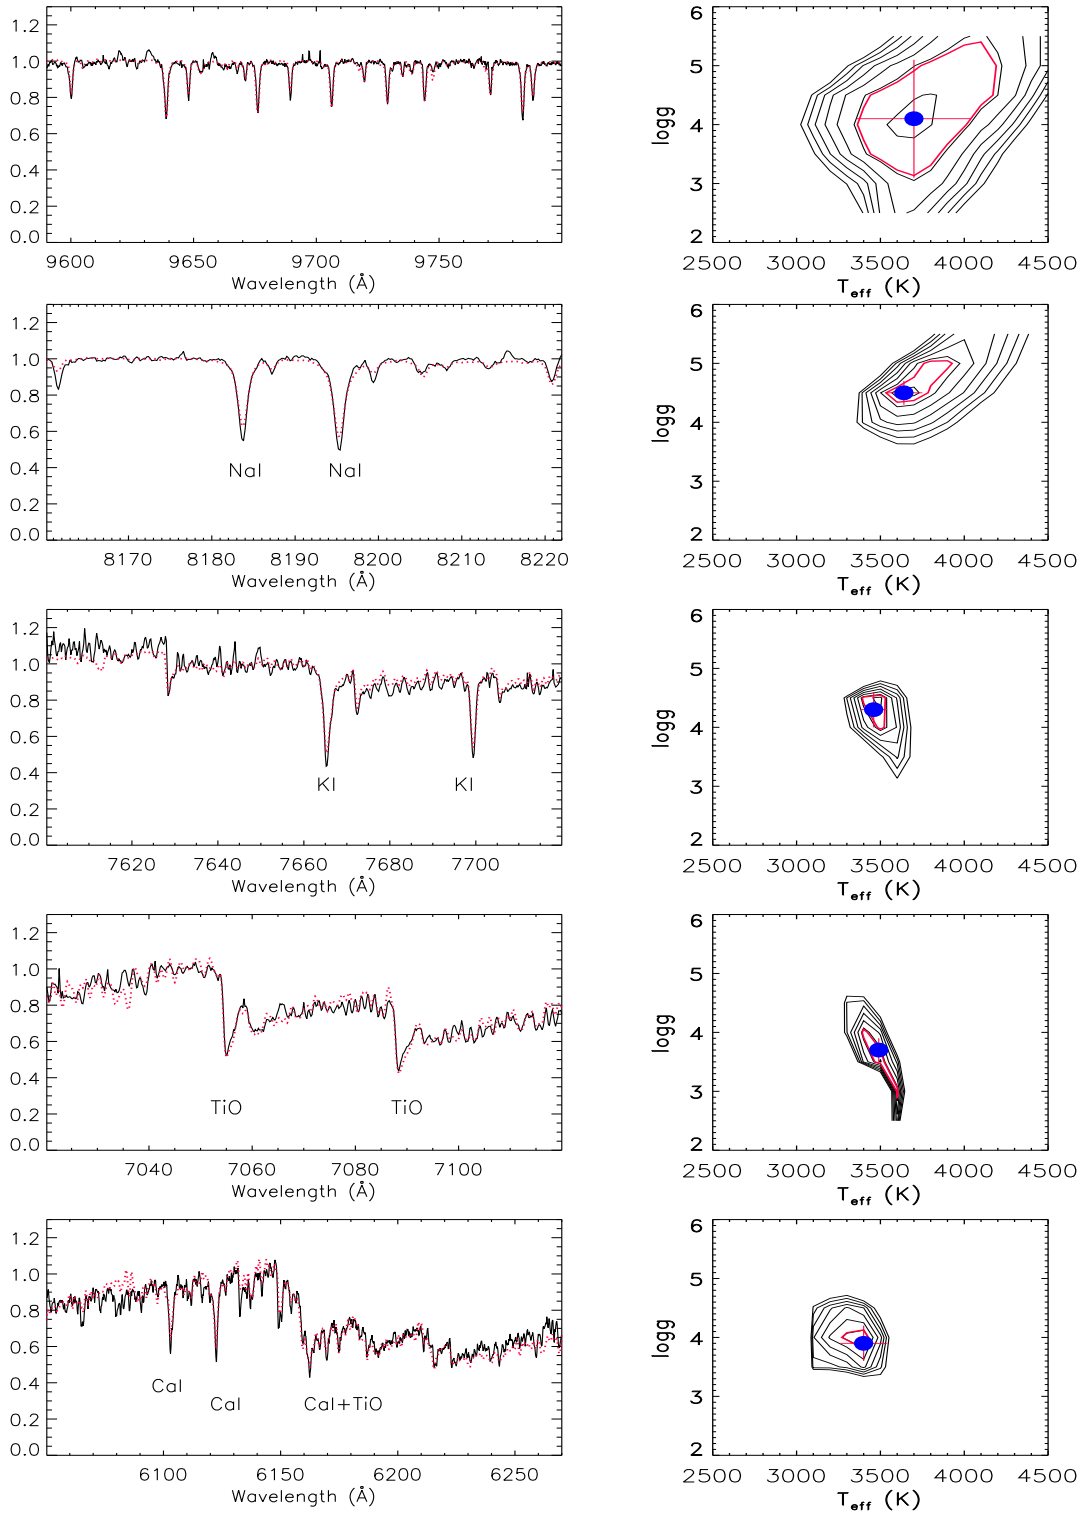 1.2
1.0
0.8
0.6
0.4
0.2
0.0
9600 9650 9700 9750
Wavelength (Å)
6
5
4
3
2
logg
2500 3000 3500 4000 4500
Teff (K)
1.2
1.0
0.8
0.6
0.4
0.2
0.0
NaI NaI
8170 8180 8190 8200 8210 8220
Wavelength (Å)
6
5
4
3
2
logg
2500 3000 3500 4000 4500
Teff (K)
1.2
1.0
0.8
0.6
0.4
0.2
0.0
KI KI
7620 7640 7660 7680 7700
Wavelength (Å)
6
5
4
3
2
logg
2500 3000 3500 4000 4500
Teff (K)
1.2
1.0
0.8
0.6
0.4
0.2
0.0
TiO TiO
7040 7060 7080 7100
Wavelength (Å)
6
5
4
3
2
logg
2500 3000 3500 4000 4500
Teff (K)
1.2
1.0
0.8
0.6
0.4
0.2
0.0
CaI CaI CaI+TiO
6100 6150 6200 6250
Wavelength (Å)
6
5
4
3
2
logg
2500 3000 3500 4000 4500
Teff (K)